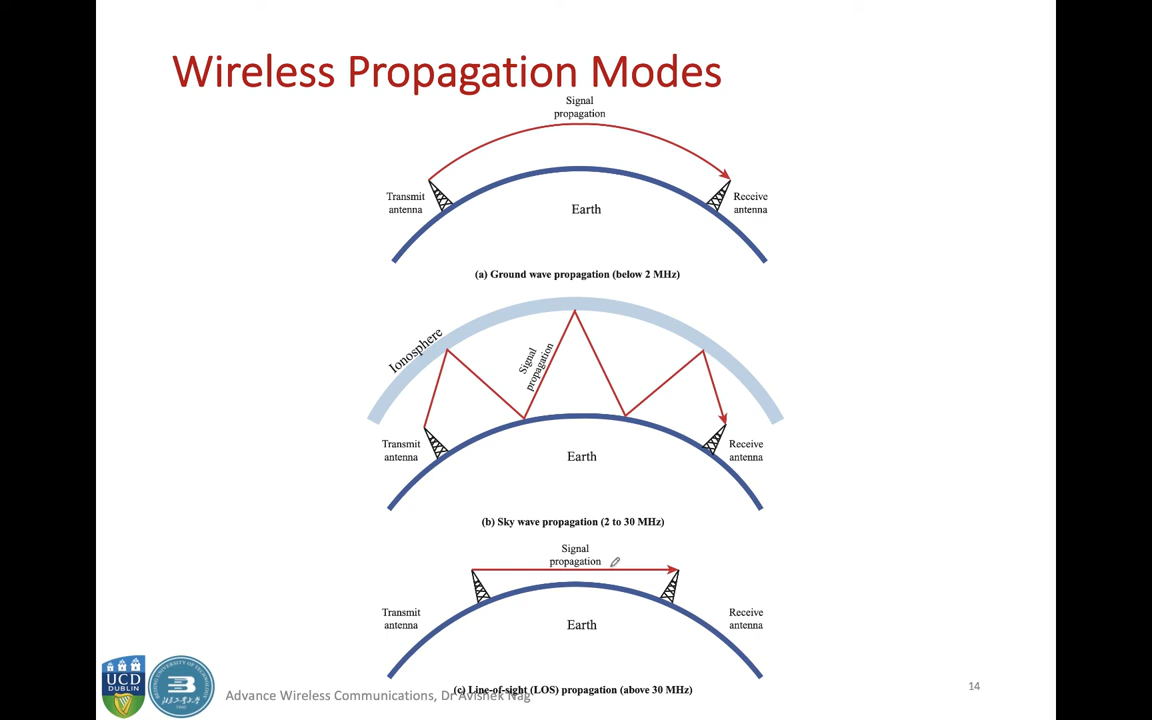 Wireless Propagation Modes
Signal
propagation
Transmit
antenna
Earth
Receive
antenna
(a) Ground wave propagation (below 2 MHz)
Ionosphere
Signal
propagation
Transmit
antenna
Earth
Receive
antenna
(b) Sky wave propagation (2 to 30 MHz)
Signal
propagation
Transmit
antenna
Earth
Receive
antenna
(c) Line-of-sight (LOS) propagation (above 30 MHz)
UCD
DUBLIN
Advance Wireless Communications, Dr Avishek Nag
14